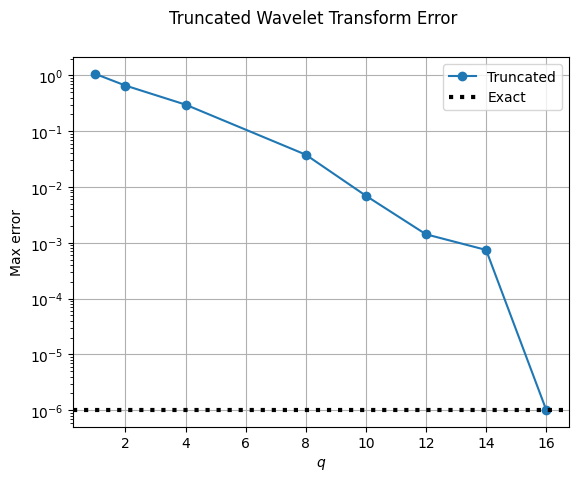 Truncated Wavelet Transform Error
Truncated
Exact
Max error
10⁰
10⁻¹
10⁻²
10⁻³
10⁻⁴
10⁻⁵
10⁻⁶
2 4 6 8 10 12 14 16
q